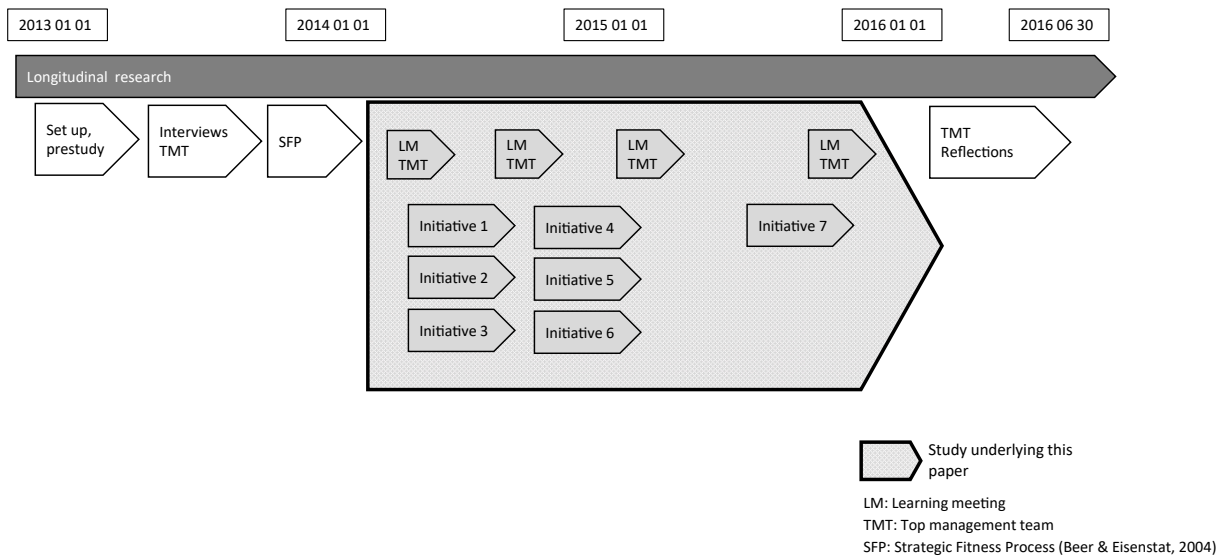 2013 01 01
2014 01 01
2015 01 01
2016 01 01
2016 06 30
Longitudinal research
Set up,
prestudy
Interviews
TMT
SFP
LM
TMT
LM
TMT
LM
TMT
LM
TMT
TMT
Reflections
Initiative 1
Initiative 4
Initiative 7
Initiative 2
Initiative 5
Initiative 3
Initiative 6
Study underlying this
paper
LM: Learning meeting
TMT: Top management team
SFP: Strategic Fitness Process (Beer & Eisenstat, 2004)